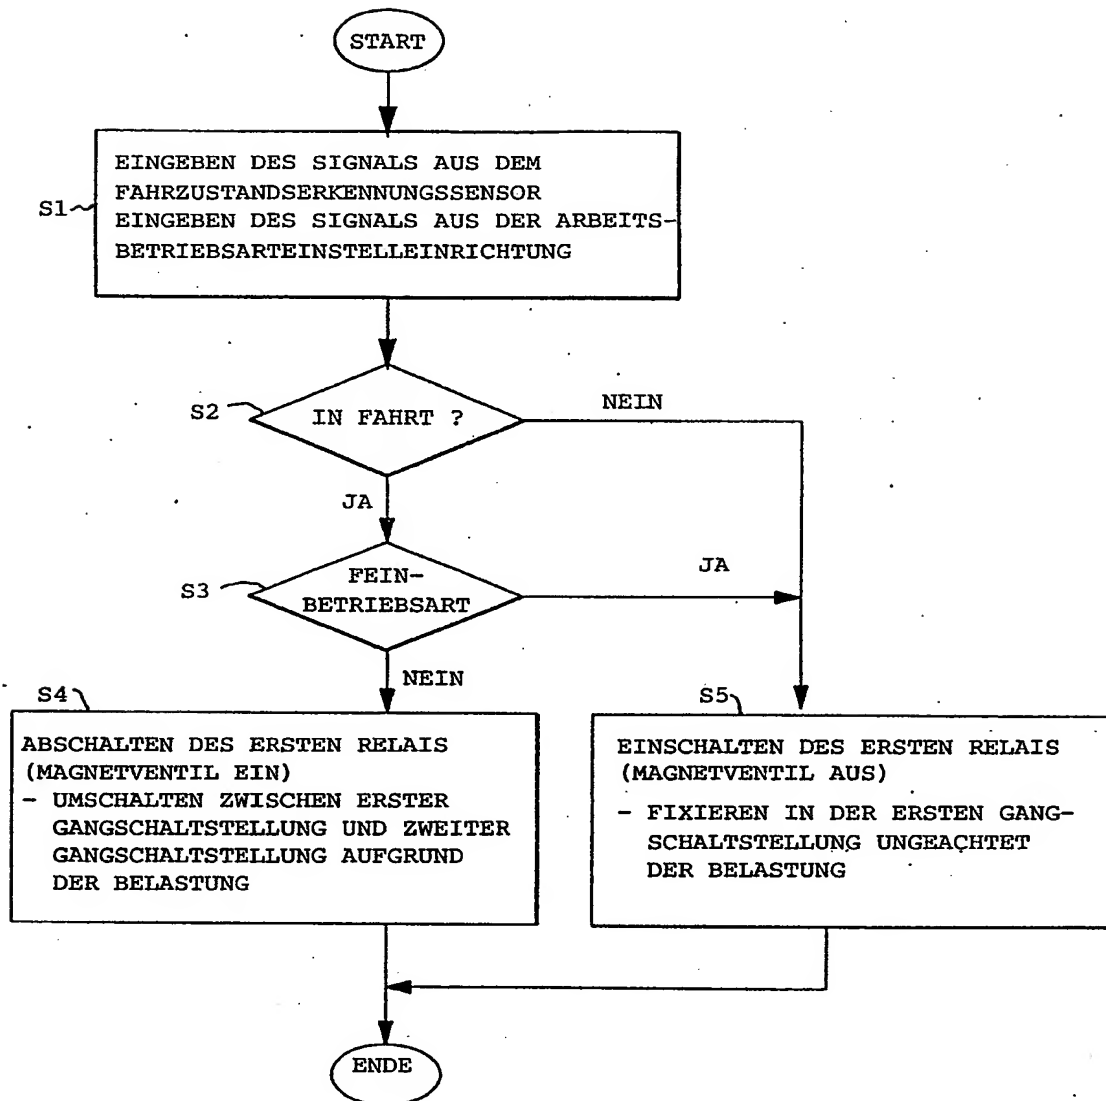 START
EINGEBEN DES SIGNALS AUS DEM
FAHRZUSTANDSERKENNUNGSSENSOR
S1
EINGEBEN DES SIGNALS AUS DER ARBEITS-
BETRIEBSARTEINSTELLEINRICHTUNG
S2
IN FAHRT ?
NEIN
JA
S3
FEIN-
BETRIEBSART
JA
NEIN
S4
ABSCHALTEN DES ERSTEN RELAIS
(MAGNETVENTIL EIN)
- UMSCHALTEN ZWISCHEN ERSTER
GANGSCHALTSTELLUNG UND ZWEITER
GANGSCHALTSTELLUNG AUFGRUND
DER BELASTUNG
S5
EINSCHALTEN DES ERSTEN RELAIS
(MAGNETVENTIL AUS)
- FIXIEREN IN DER ERSTEN GANG-
SCHALTSTELLUNG UNGEACHTET
DER BELASTUNG
ENDE